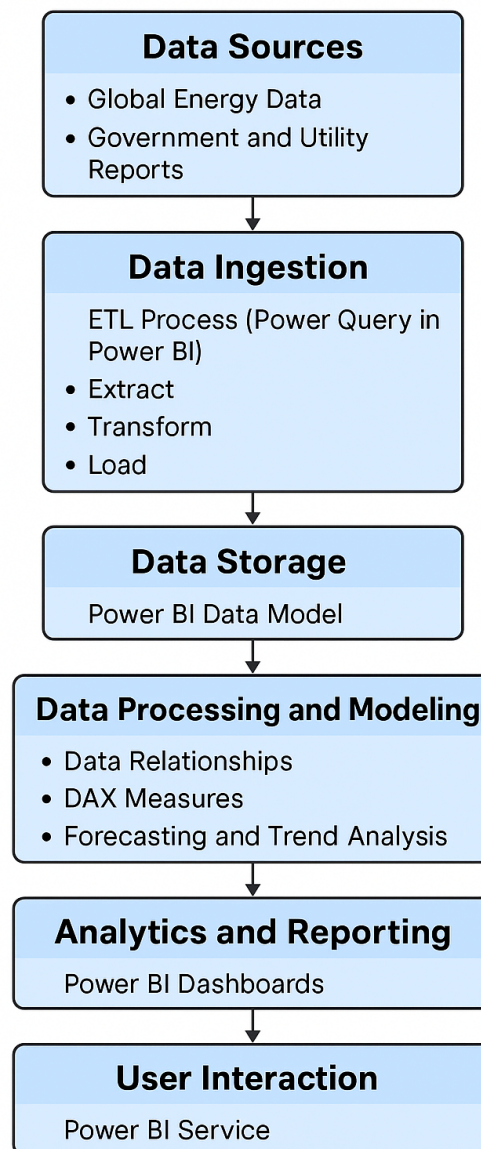 Data Sources
• Global Energy Data
• Government and Utility
Reports
Data Ingestion
ETL Process (Power Query in
Power BI)
• Extract
• Transform
• Load
Data Storage
Power BI Data Model
Data Processing and Modeling
• Data Relationships
• DAX Measures
• Forecasting and Trend Analysis
Analytics and Reporting
Power BI Dashboards
User Interaction
Power BI Service